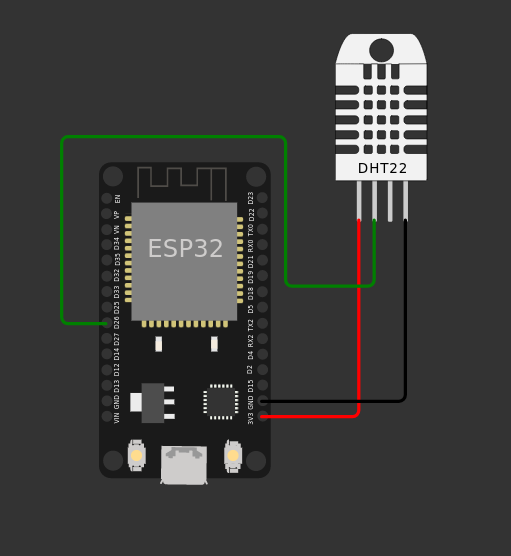 DHT22
ESP32
EN
VP
VN
D34
D35
D32
D33
D25
D26
D27
D14
D12
D13
GND
VIN
D23
D22
TX0
RX0
D21
D19
D18
D5
TX2
RX2
D4
D2
D15
GND
3V3